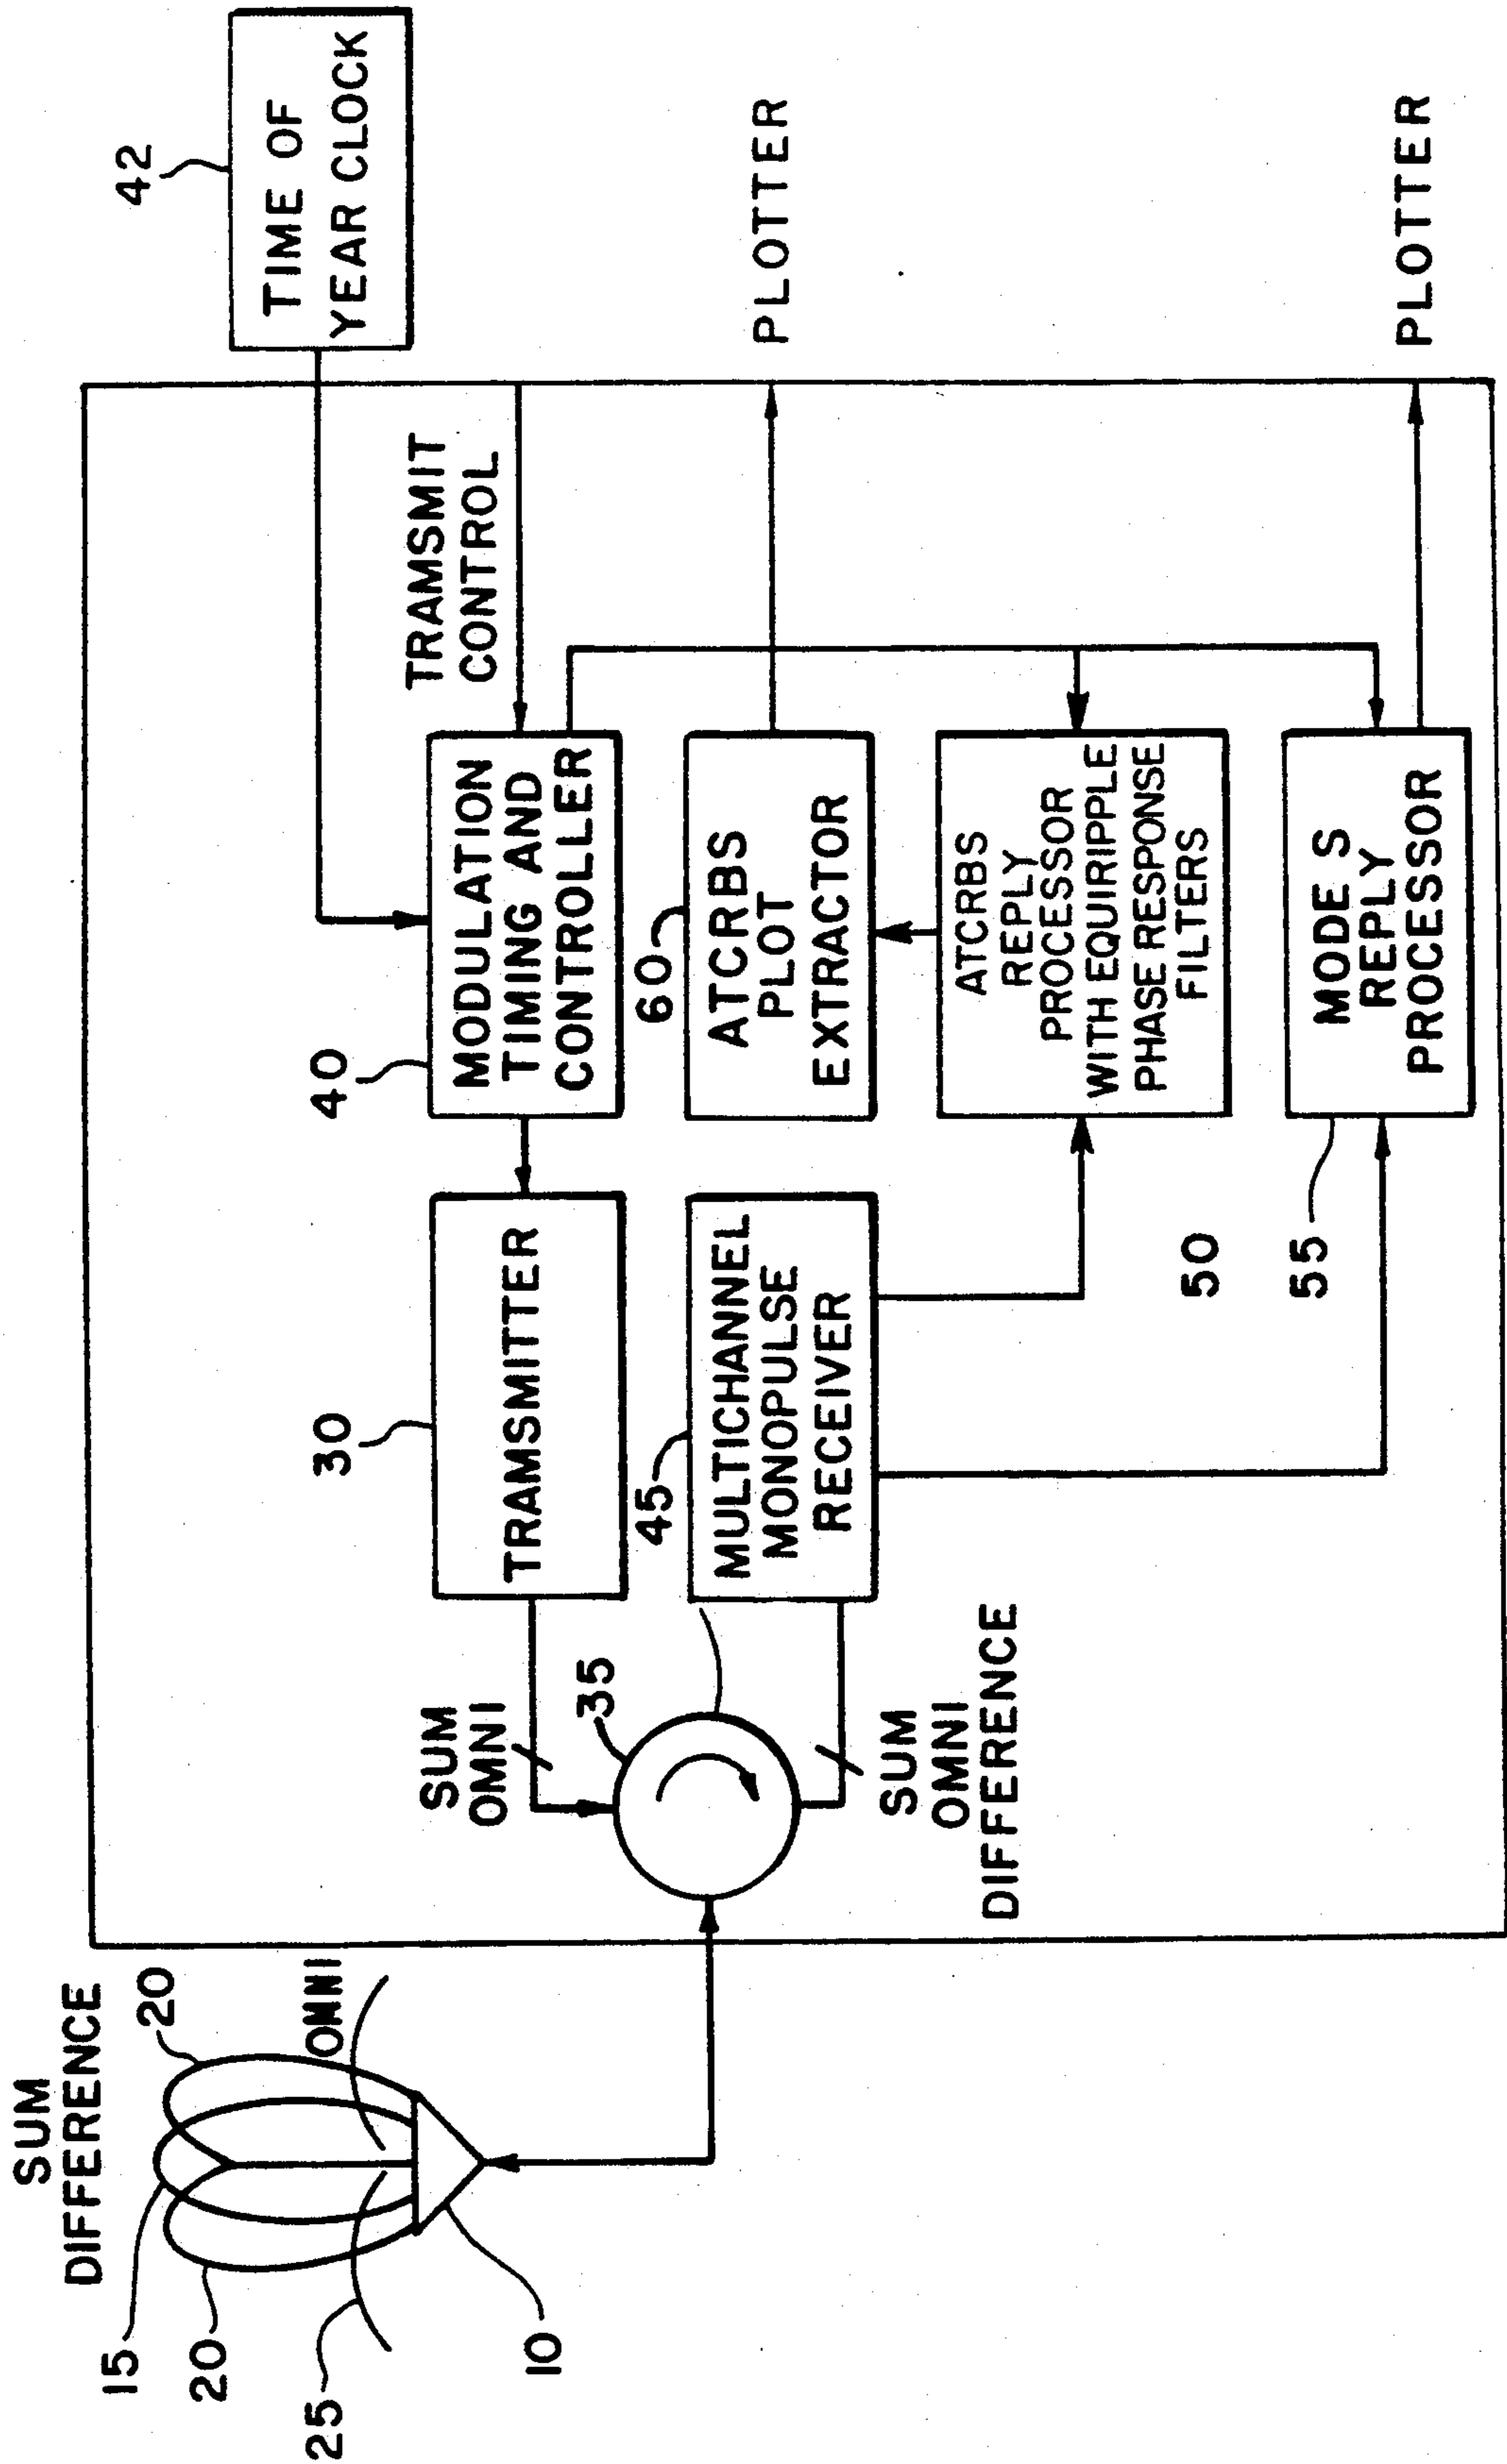 SUM
DIFFERENCE
15
20
20
OMNI
25
10
SUM
OMNI
35
SUM
OMNI
DIFFERENCE
30
TRAMSMITTER
45
MULTICHANNEL
MONOPULSE
RECEIVER
40
MODULATION
TIMING AND
CONTROLLER
42
TIME OF
YEAR CLOCK
TRAMSMIT
CONTROL
60
ATCRBS
PLOT
EXTRACTOR
PLOTTER
50
ATCRBS
REPLY
PROCESSOR
WITH EQUIRIPPLE
PHASE RESPONSE
FILTERS
55
MODE S
REPLY
PROCESSOR
PLOTTER